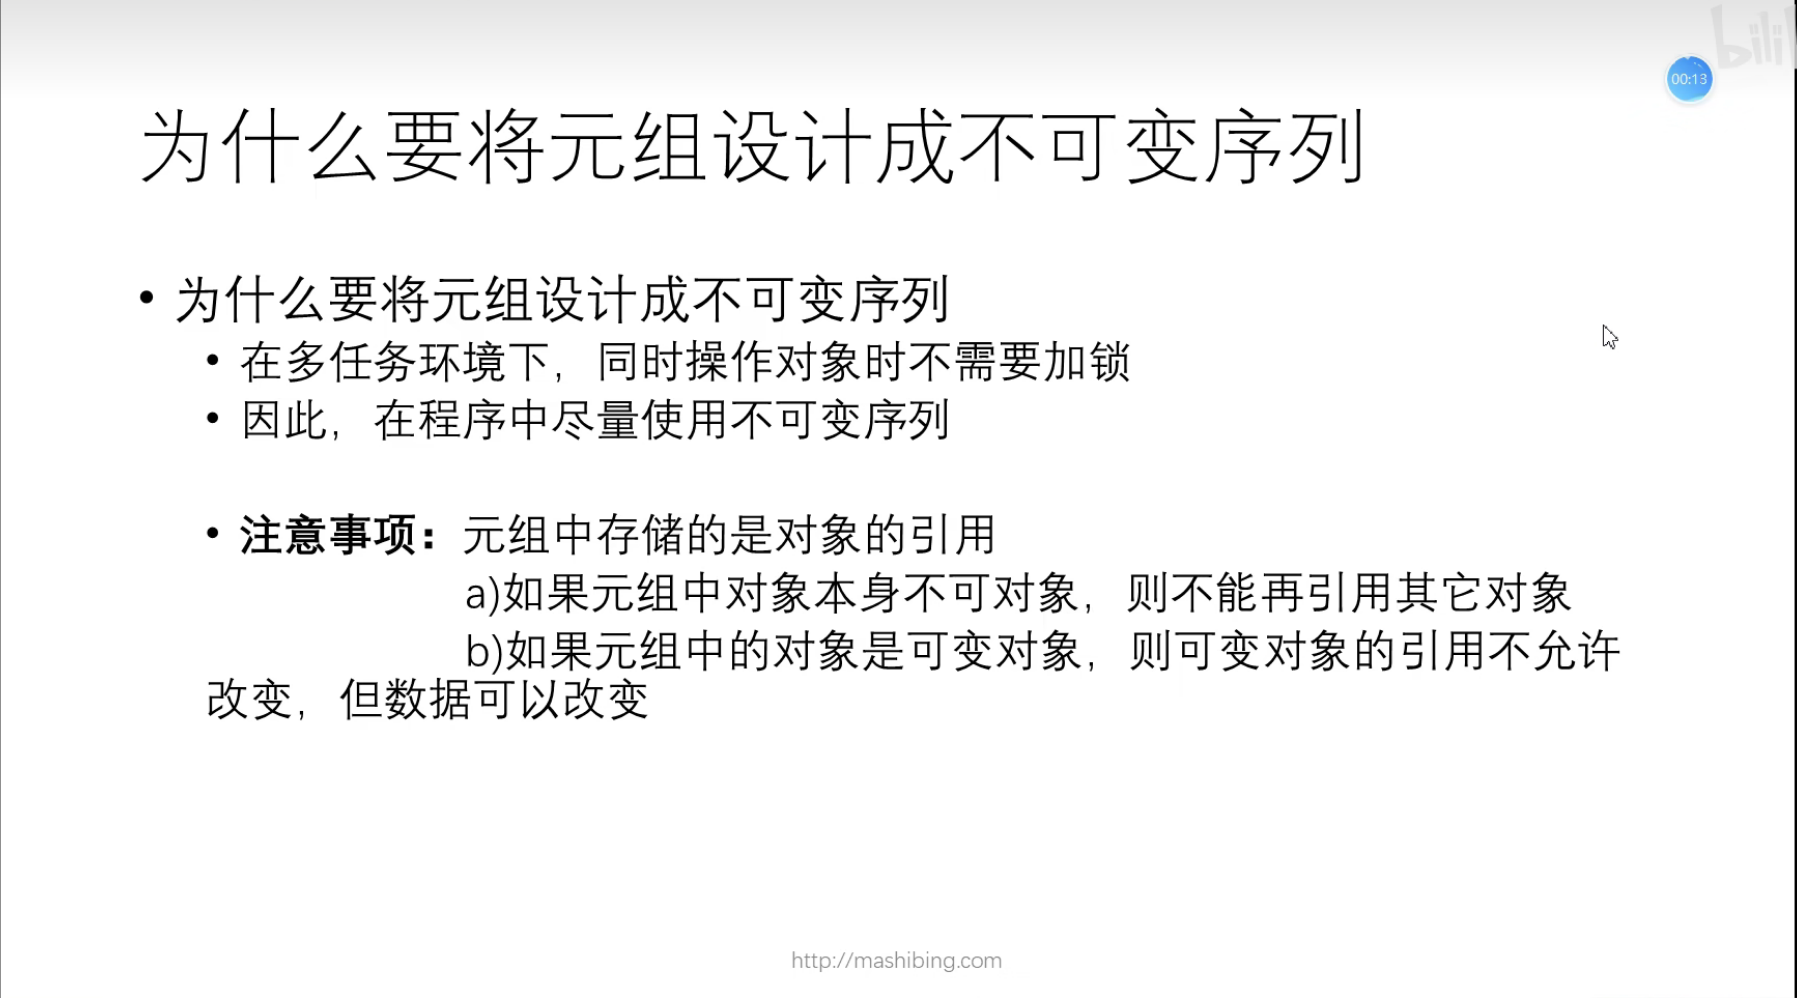 00:13
为什么要将元组设计成不可变序列
• 为什么要将元组设计成不可变序列
• 在多任务环境下，同时操作对象时不需要加锁
• 因此，在程序中尽量使用不可变序列
• 注意事项：元组中存储的是对象的引用
a)如果元组中对象本身不可对象，则不能再引用其它对象
b)如果元组中的对象是可变对象，则可变对象的引用不允许
改变，但数据可以改变
http://mashibing.com